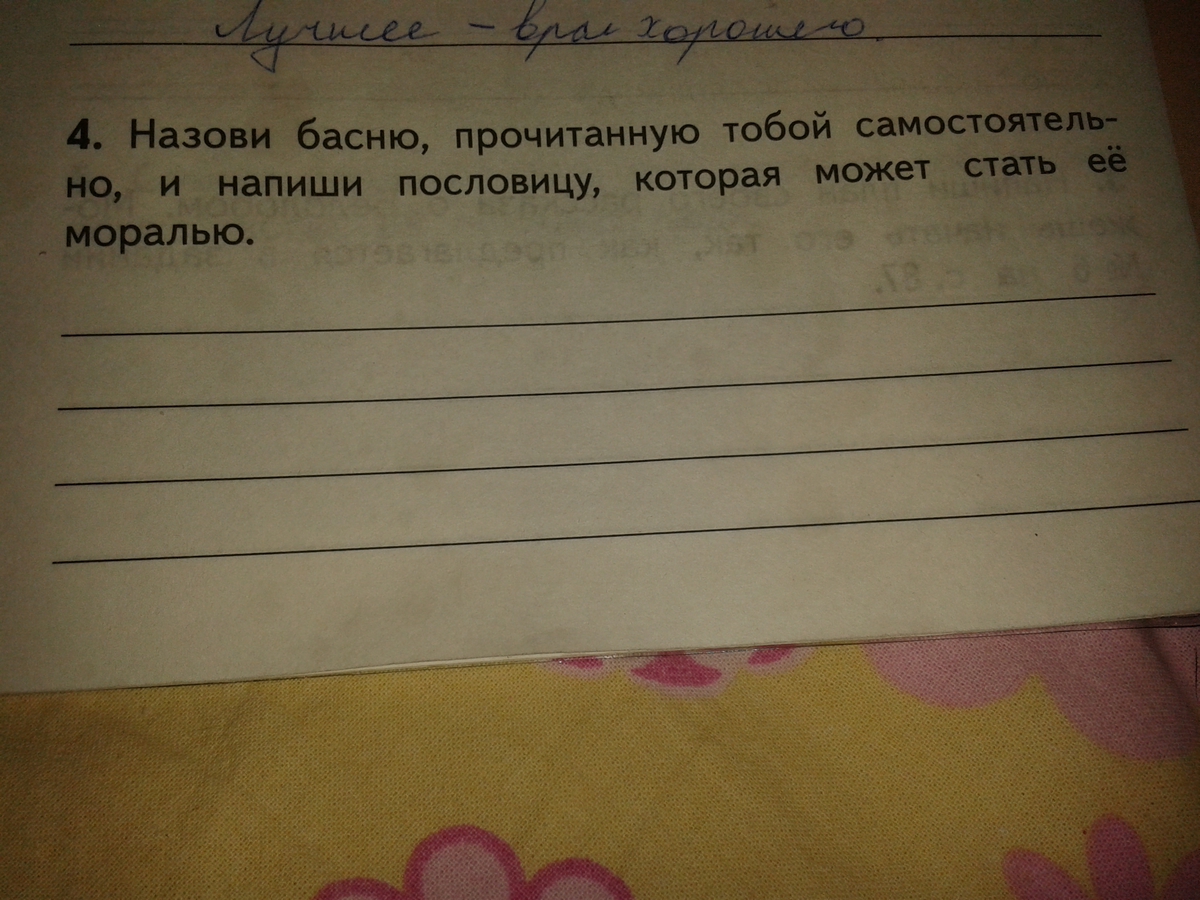 Лучшее – враг хорошего.
4. Назови басню, прочитанную тобой самостоятель-
но, и напиши пословицу, которая может стать её
моралью.